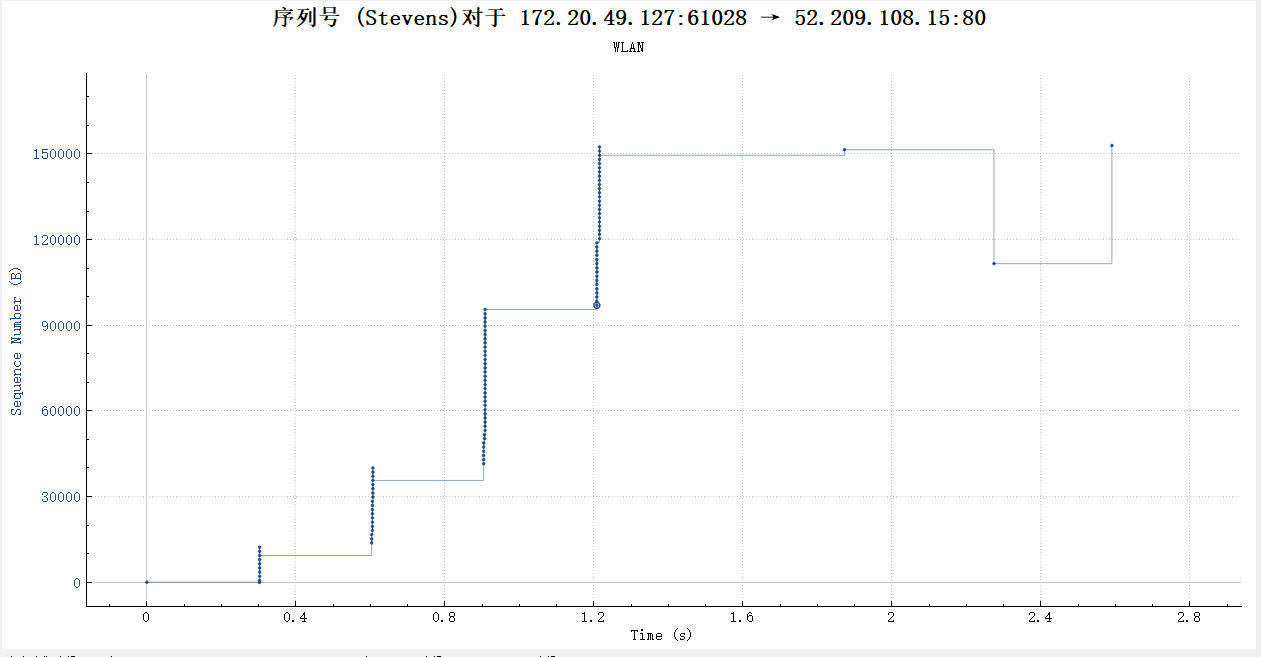 序列号 (Stevens)对于 172.20.49.127:61028 → 52.209.108.15:80
WLAN
150000
120000
90000
60000
30000
0
Sequence Number (B)
0 0.4 0.8 1.2 1.6 2 2.4 2.8
Time (s)